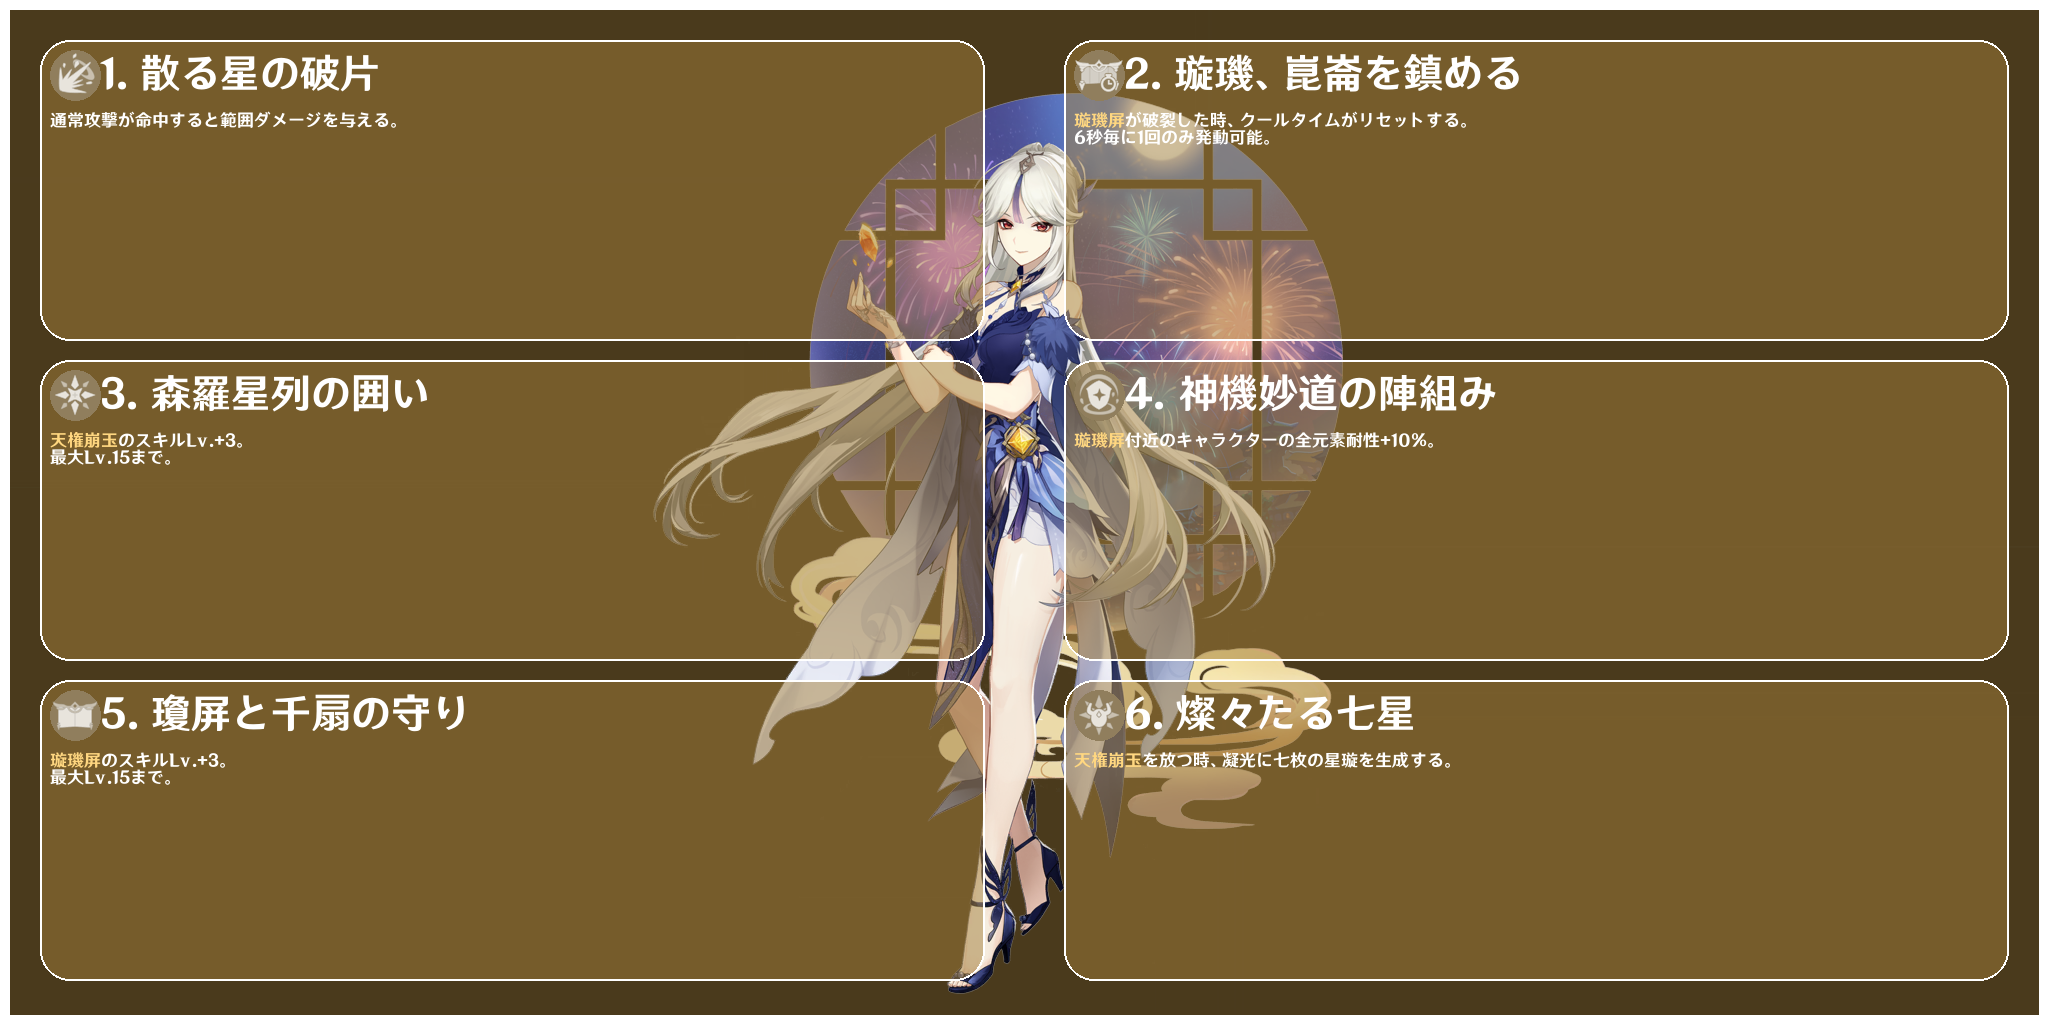 1. 散る星の破片
通常攻撃が命中すると範囲ダメージを与える。
2. 璇璣、崑崙を鎮める
璇璣屏が破裂した時、クールタイムがリセットする。
6秒毎に1回のみ発動可能。
3. 森羅星列の囲い
天権崩玉のスキルLv.+3。
最大Lv.15まで。
4. 神機妙道の陣組み
璇璣屏付近のキャラクターの全元素耐性+10%。
5. 瓊屏と千扇の守り
璇璣屏のスキルLv.+3。
最大Lv.15まで。
6. 燦々たる七星
天権崩玉を放つ時、凝光に七枚の星璇を生成する。